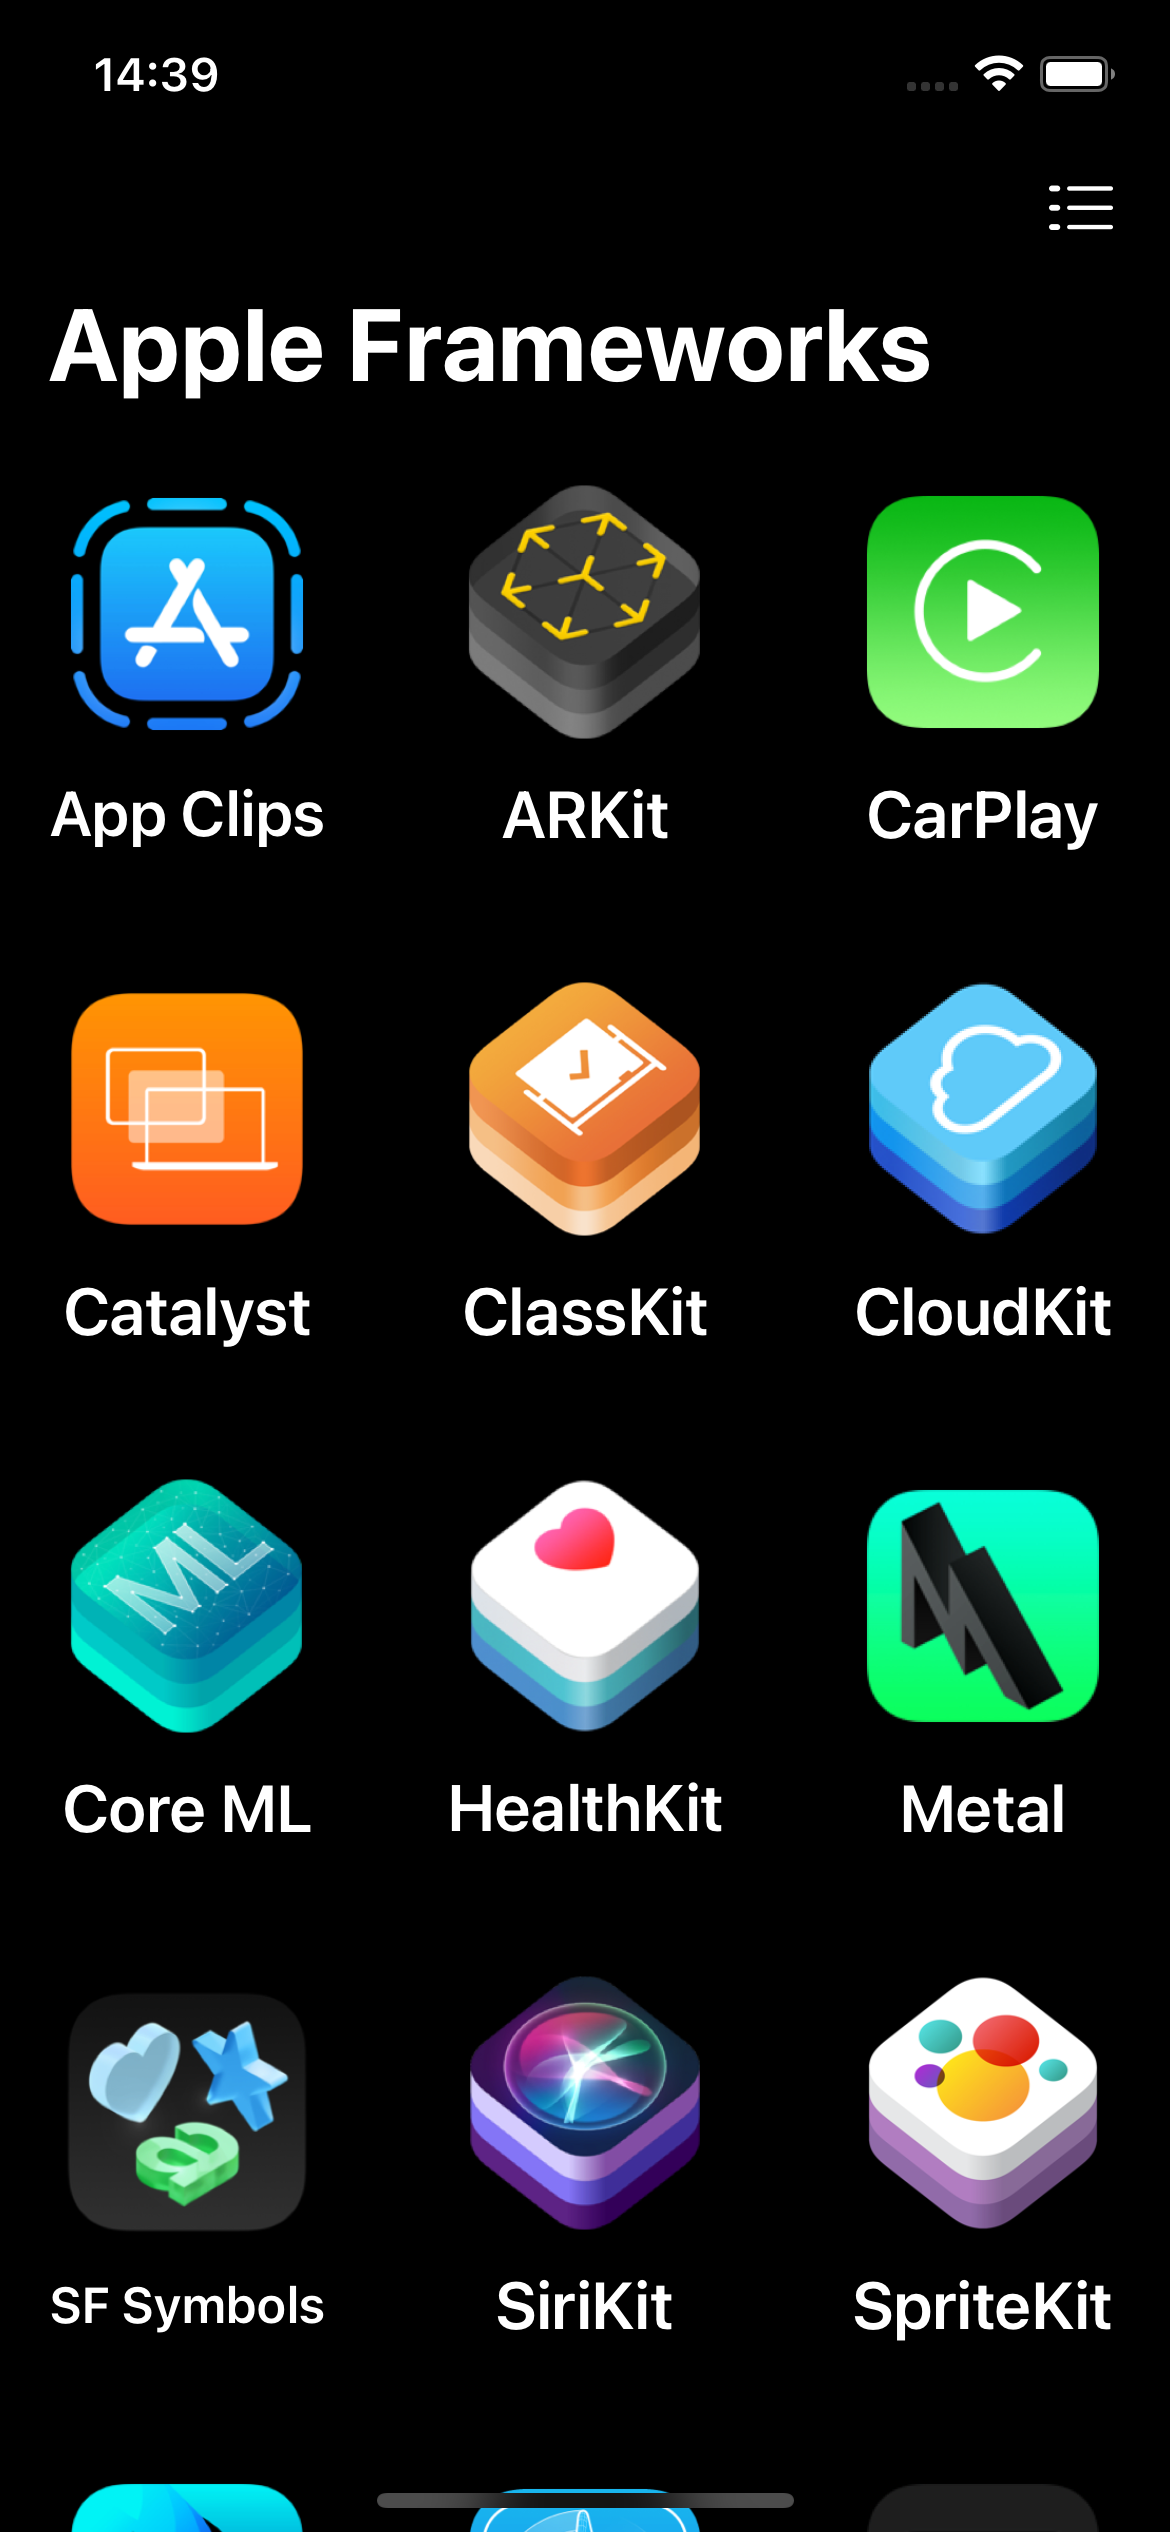 14:39
Apple Frameworks
App Clips ARKit CarPlay
Catalyst ClassKit CloudKit
ML
Core ML HealthKit Metal
a
SF Symbols SiriKit SpriteKit